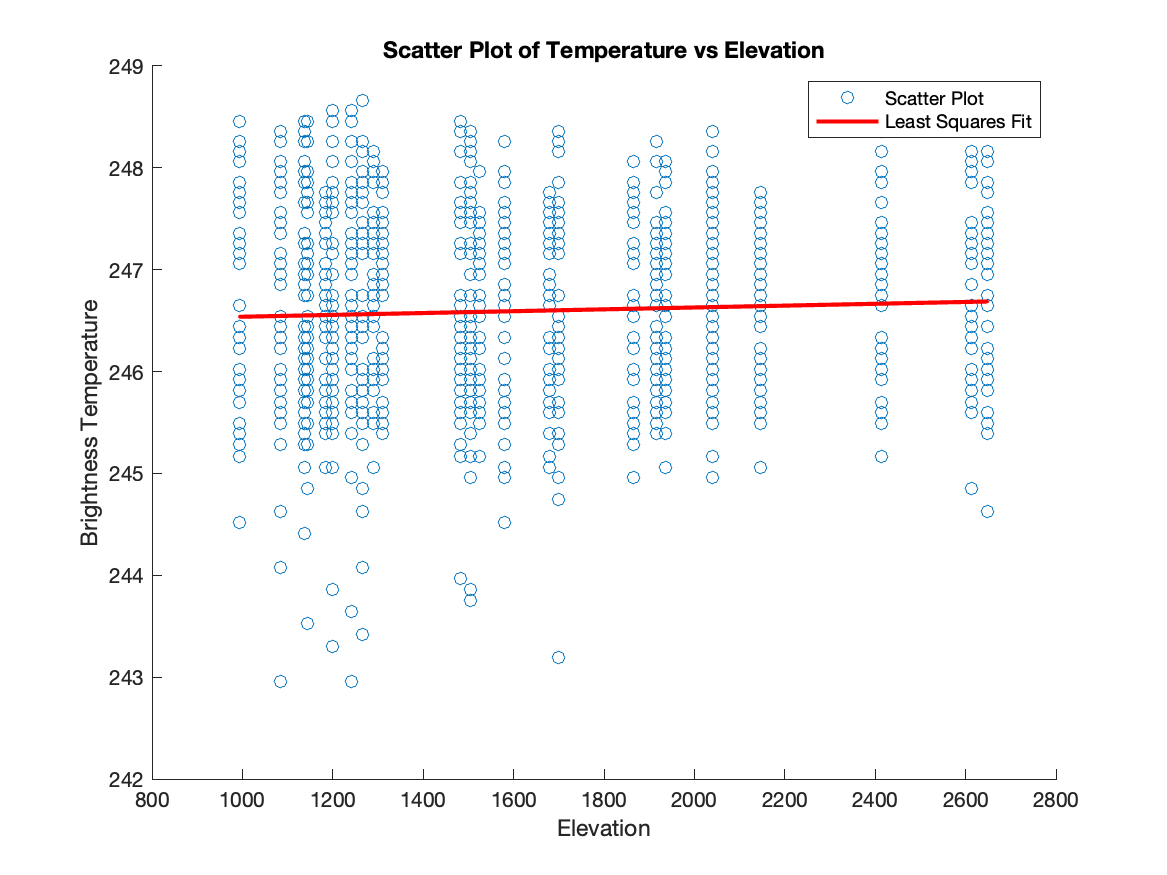 Scatter Plot of Temperature vs Elevation
249
248
247
246
245
244
243
242
Brightness Temperature
Scatter Plot
Least Squares Fit
800 1000 1200 1400 1600 1800 2000 2200 2400 2600 2800
Elevation